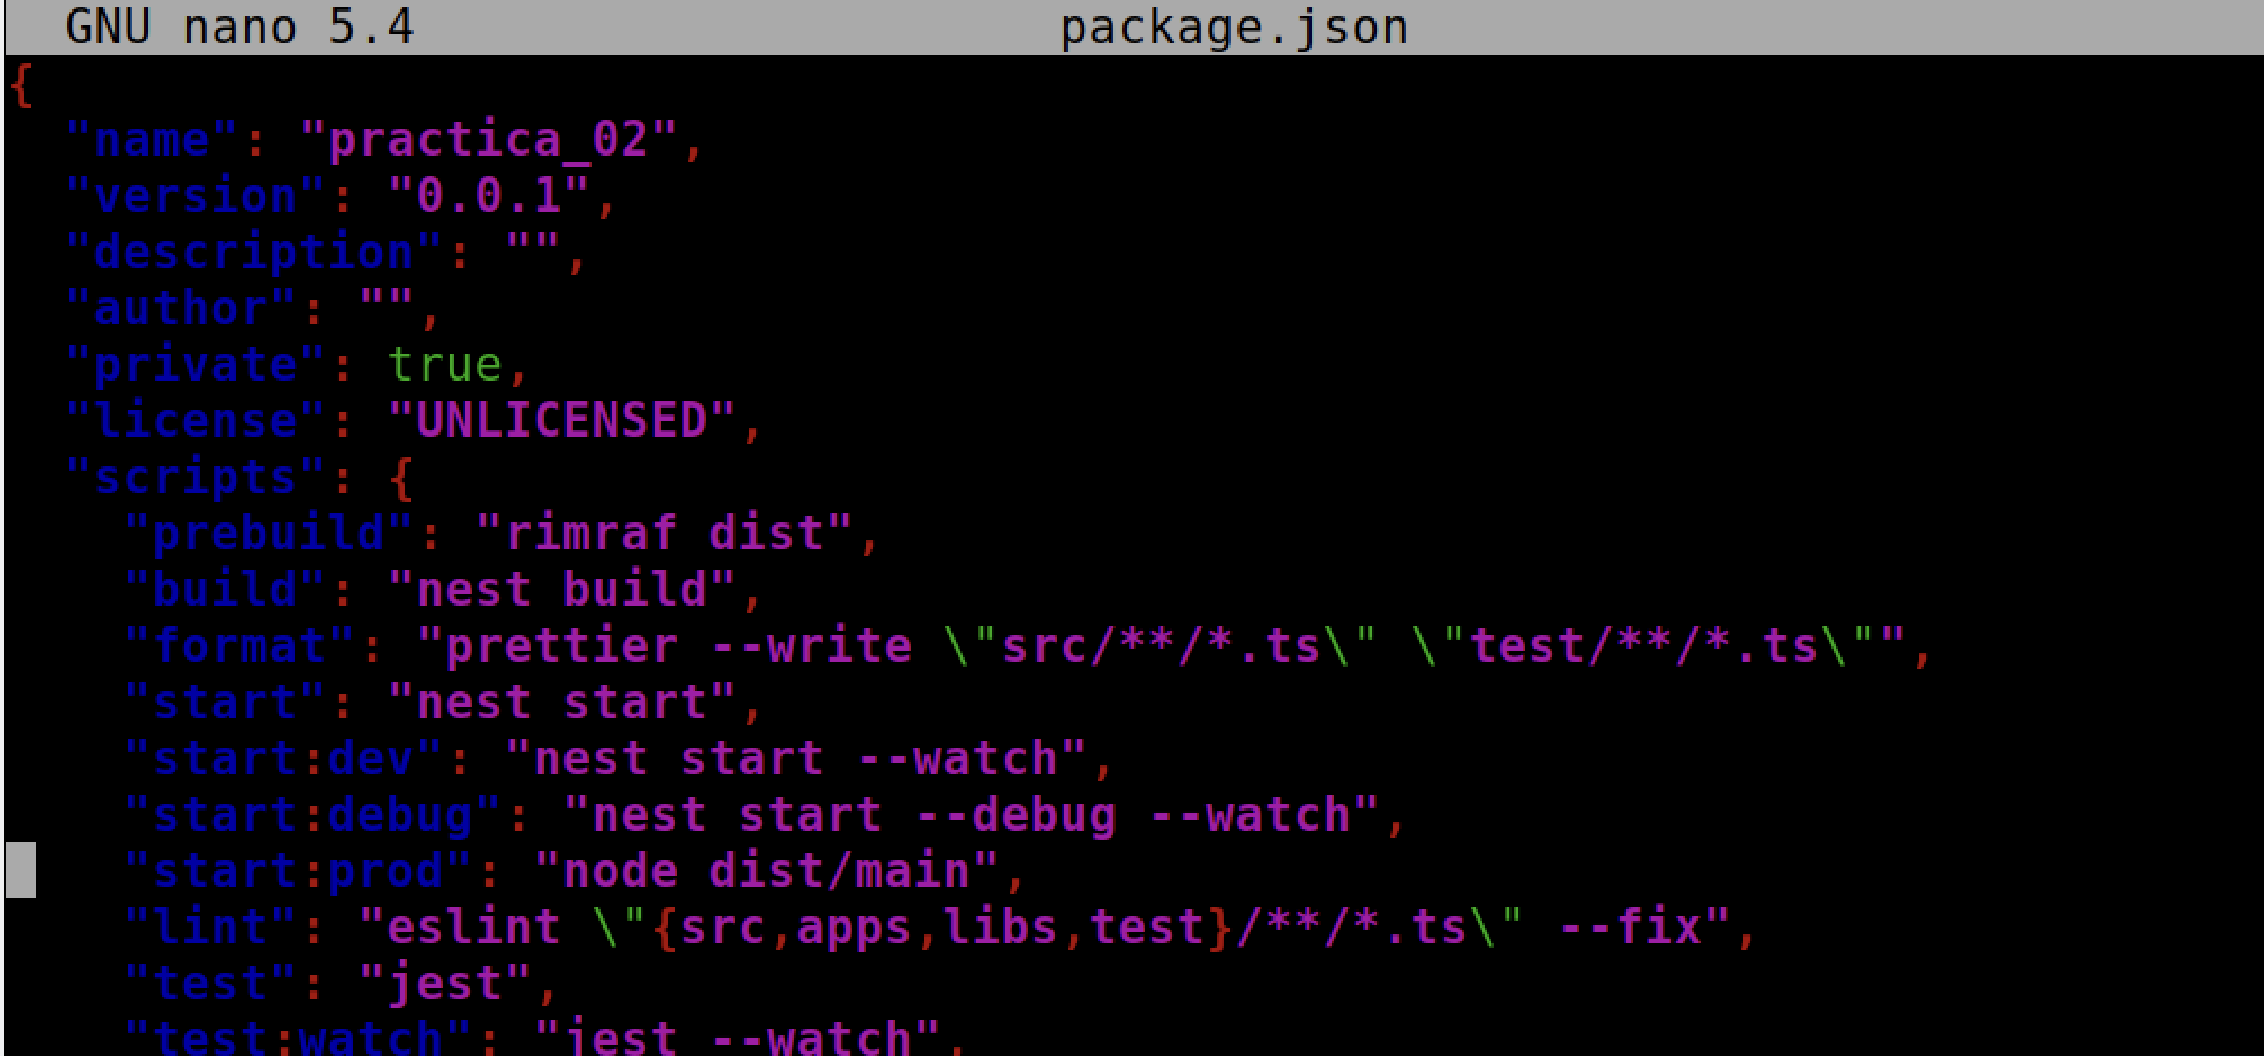 GNU nano 5.4 package.json
{
  "name": "practica_02",
  "version": "0.0.1",
  "description": "",
  "author": "",
  "private": true,
  "license": "UNLICENSED",
  "scripts": {
    "prebuild": "rimraf dist",
    "build": "nest build",
    "format": "prettier --write \"src/**/*.ts\" \"test/**/*.ts\"",
    "start": "nest start",
    "start:dev": "nest start --watch",
    "start:debug": "nest start --debug --watch",
    "start:prod": "node dist/main",
    "lint": "eslint \"{src,apps,libs,test}/**/*.ts\" --fix",
    "test": "jest",
    "test:watch": "jest --watch",